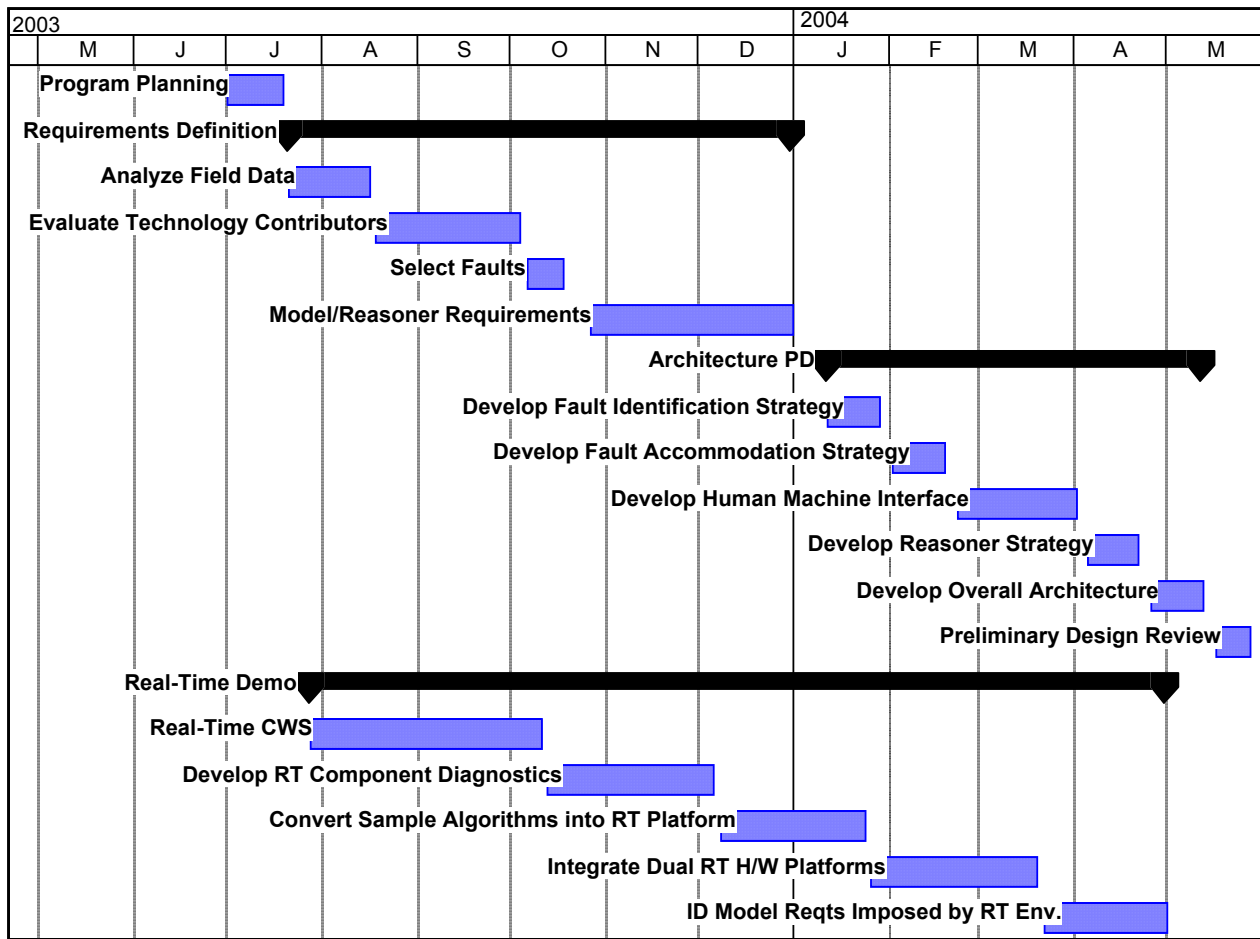 2003 2004
M J J A S O N D J F M A M
Program Planning
Requirements Definition
Analyze Field Data
Evaluate Technology Contributors
Select Faults
Model/Reasoner Requirements
Architecture PD
Develop Fault Identification Strategy
Develop Fault Accommodation Strategy
Develop Human Machine Interface
Develop Reasoner Strategy
Develop Overall Architecture
Preliminary Design Review
Real-Time Demo
Real-Time CWS
Develop RT Component Diagnostics
Convert Sample Algorithms into RT Platform
Integrate Dual RT H/W Platforms
ID Model Reqts Imposed by RT Env.